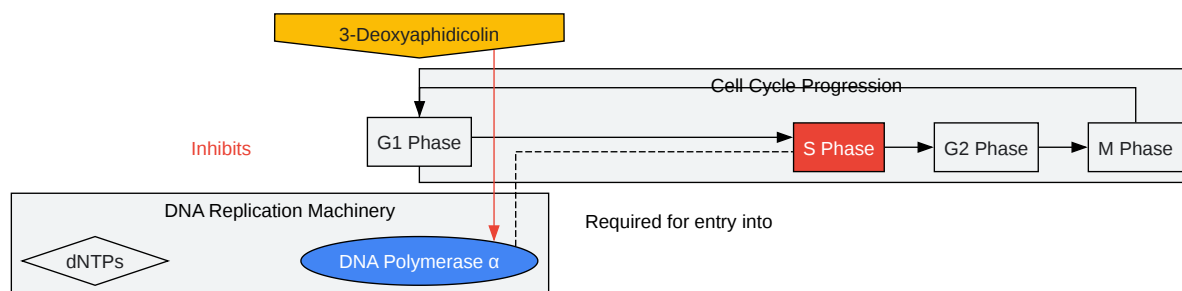 3-Deoxyaphidicolin
Cell Cycle Progression
G1 Phase
S Phase
G2 Phase
M Phase
Inhibits
DNA Replication Machinery
Required for entry into
dNTPs
DNA Polymerase α